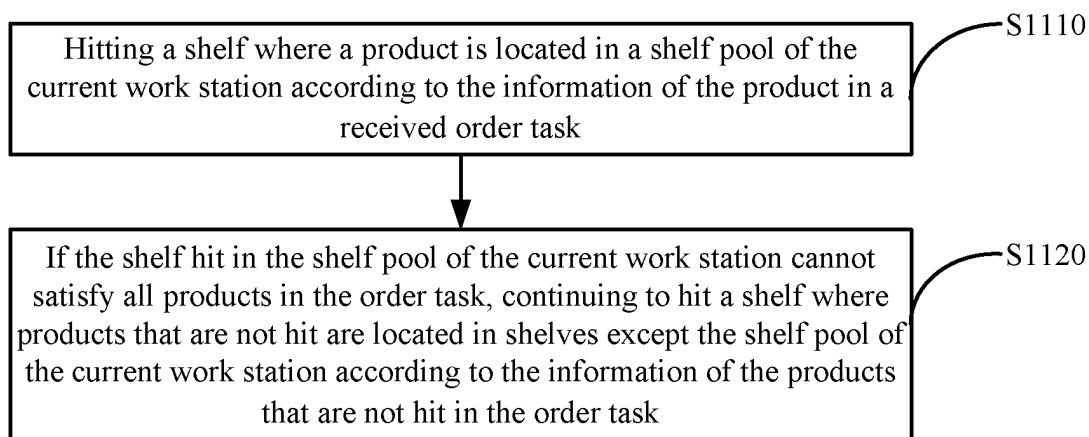 Hitting a shelf where a product is located in a shelf pool of the
current work station according to the information of the product in a
received order task
S1110
If the shelf hit in the shelf pool of the current work station cannot
satisfy all products in the order task, continuing to hit a shelf where
products that are not hit are located in shelves except the shelf pool of
the current work station according to the information of the products
that are not hit in the order task
S1120